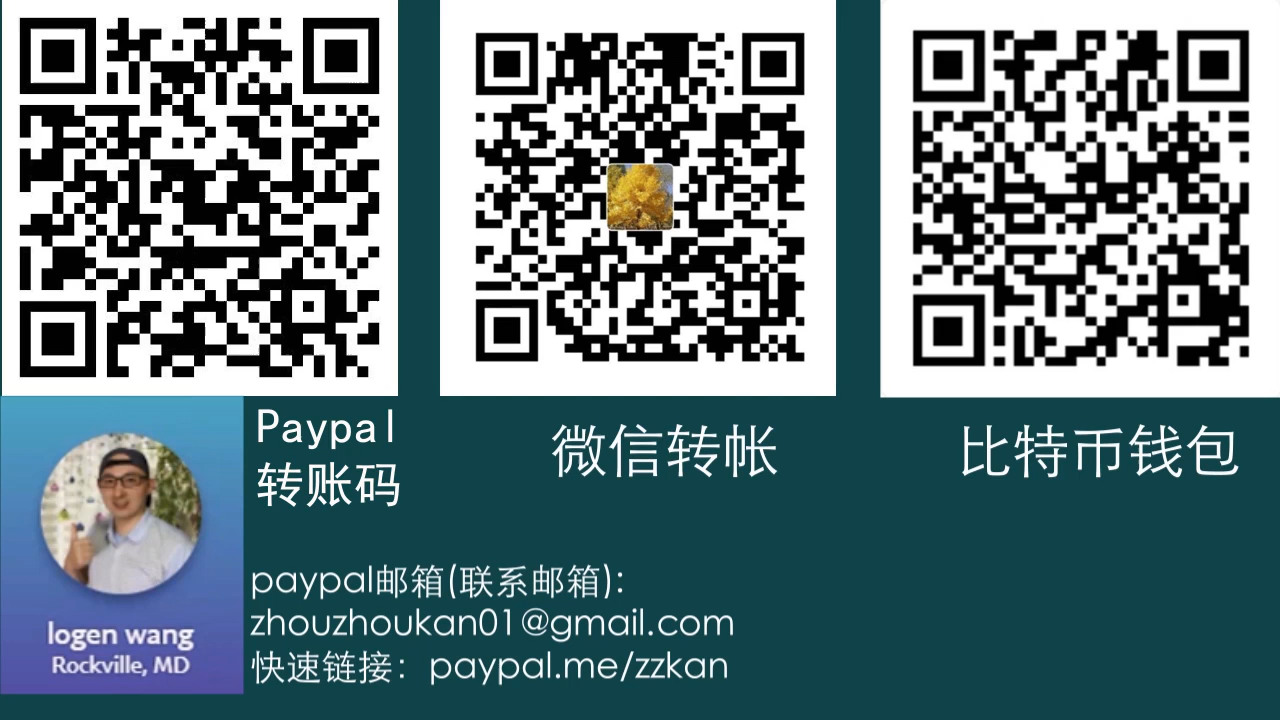 Paypal
转账码
微信转帐
比特币钱包
logen wang
Rockville, MD
paypal邮箱(联系邮箱):
zhouzhoukan01@gmail.com
快速链接：paypal.me/zzkan